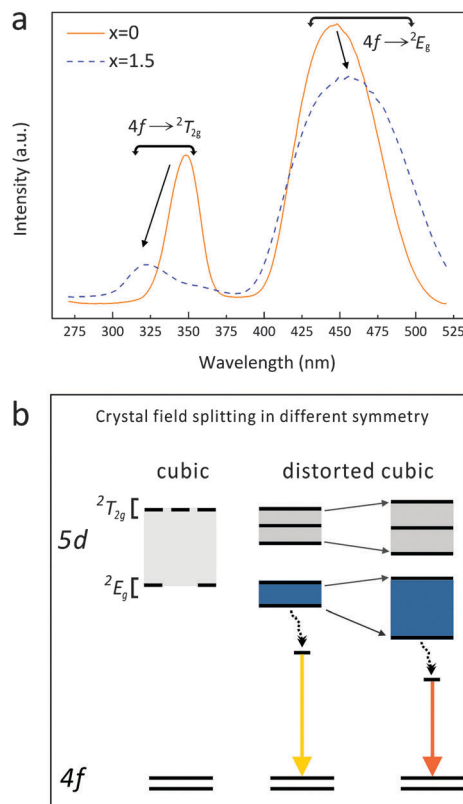 a
x=0
x=1.5
4f → ²E_g
4f → ²T_2g
Intensity (a.u.)
275 300 325 350 375 400 425 450 475 500 525
Wavelength (nm)
b
Crystal field splitting in different symmetry
cubic
distorted cubic
²T_2g
5d
²E_g
4f